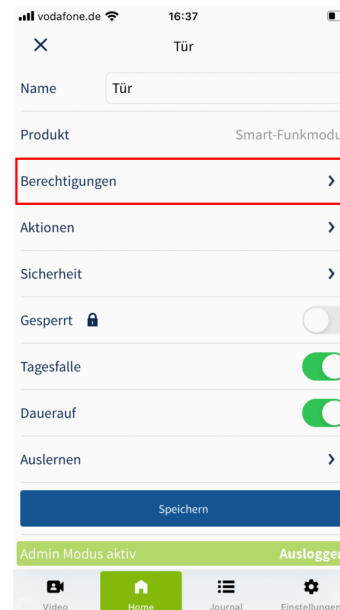 vodafone.de 16:37
Tür
Name Tür
Produkt Smart-Funkmodu
Berechtigungen
Aktionen
Sicherheit
Gesperrt
Tagesfalle
Dauerauf
Auslernen
Speichern
Admin Modus aktiv Ausloggen
Video Home Journal Einstellungen